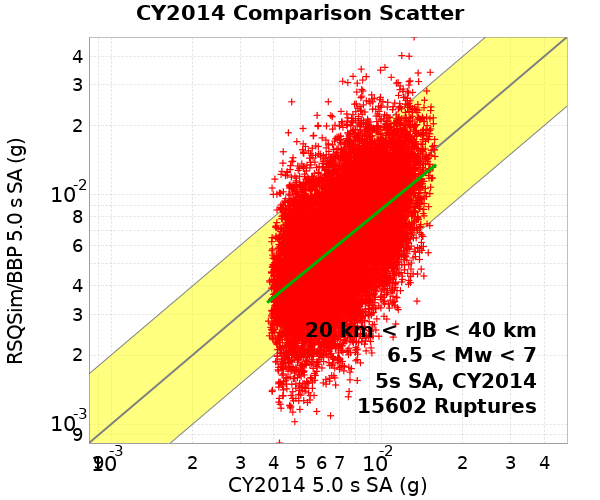 CY2014 Comparison Scatter
RSQSim/BBP 5.0 s SA (g)
4
3
2
10-2
8
6
4
3
2
10-3
9
20 km < rJB < 40 km
6.5 < Mw < 7
5s SA, CY2014
15602 Ruptures
9 10-3 2 3 4 5 6 7 10-2 2 3 4
CY2014 5.0 s SA (g)